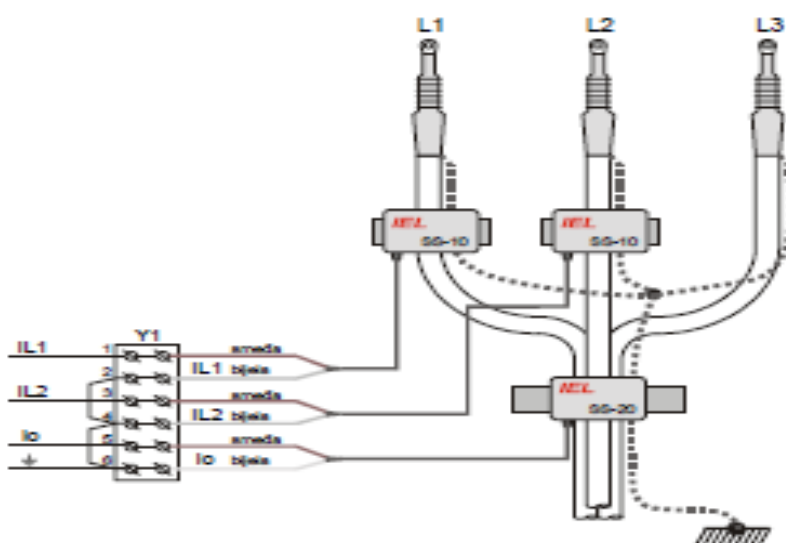 L1 L2 L3
IEL
SS-10
IEL
SS-10
Y1
IL1 1 smeđa
2 IL1 bijela
IL2 3 smeđa
4 IL2 bijela
Io 5 smeđa
6 Io bijela
IEL
SS-20